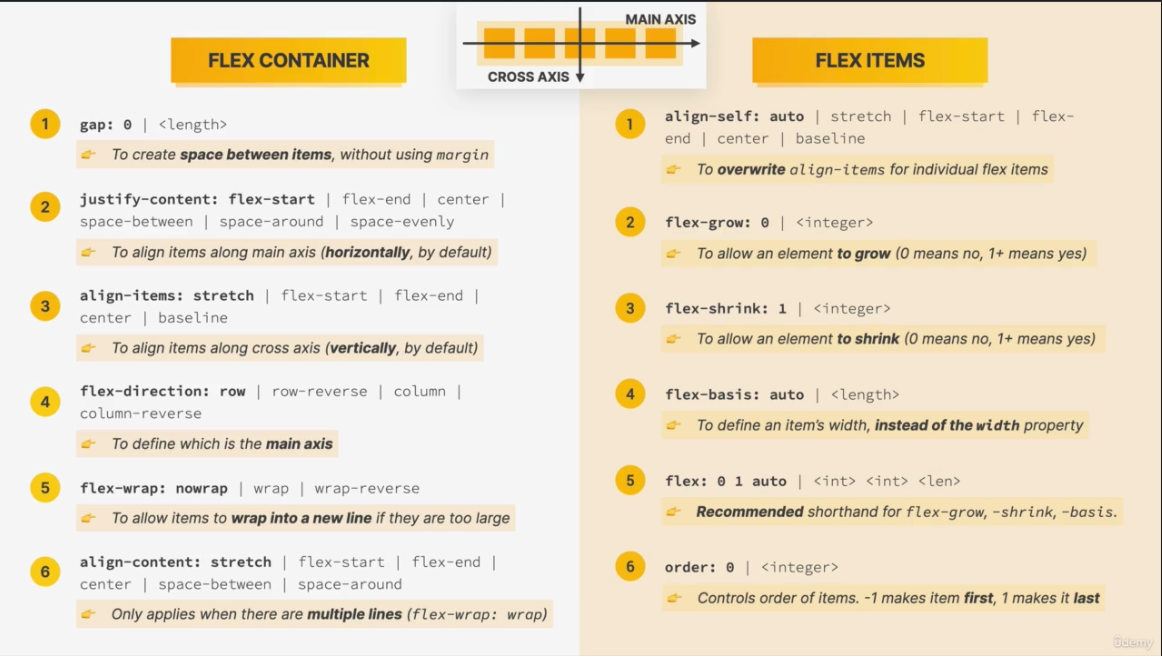 MAIN AXIS
CROSS AXIS
FLEX CONTAINER
1
gap: 0 | <length>
👉 To create space between items, without using margin
2
justify-content: flex-start | flex-end | center |
space-between | space-around | space-evenly
👉 To align items along main axis (horizontally, by default)
3
align-items: stretch | flex-start | flex-end |
center | baseline
👉 To align items along cross axis (vertically, by default)
4
flex-direction: row | row-reverse | column |
column-reverse
👉 To define which is the main axis
5
flex-wrap: nowrap | wrap | wrap-reverse
👉 To allow items to wrap into a new line if they are too large
6
align-content: stretch | flex-start | flex-end |
center | space-between | space-around
👉 Only applies when there are multiple lines (flex-wrap: wrap)
FLEX ITEMS
1
align-self: auto | stretch | flex-start | flex-
end | center | baseline
👉 To overwrite align-items for individual flex items
2
flex-grow: 0 | <integer>
👉 To allow an element to grow (0 means no, 1+ means yes)
3
flex-shrink: 1 | <integer>
👉 To allow an element to shrink (0 means no, 1+ means yes)
4
flex-basis: auto | <length>
👉 To define an item’s width, instead of the width property
5
flex: 0 1 auto | <int> <int> <len>
👉 Recommended shorthand for flex-grow, -shrink, -basis.
6
order: 0 | <integer>
👉 Controls order of items. -1 makes item first, 1 makes it last
ûdemy